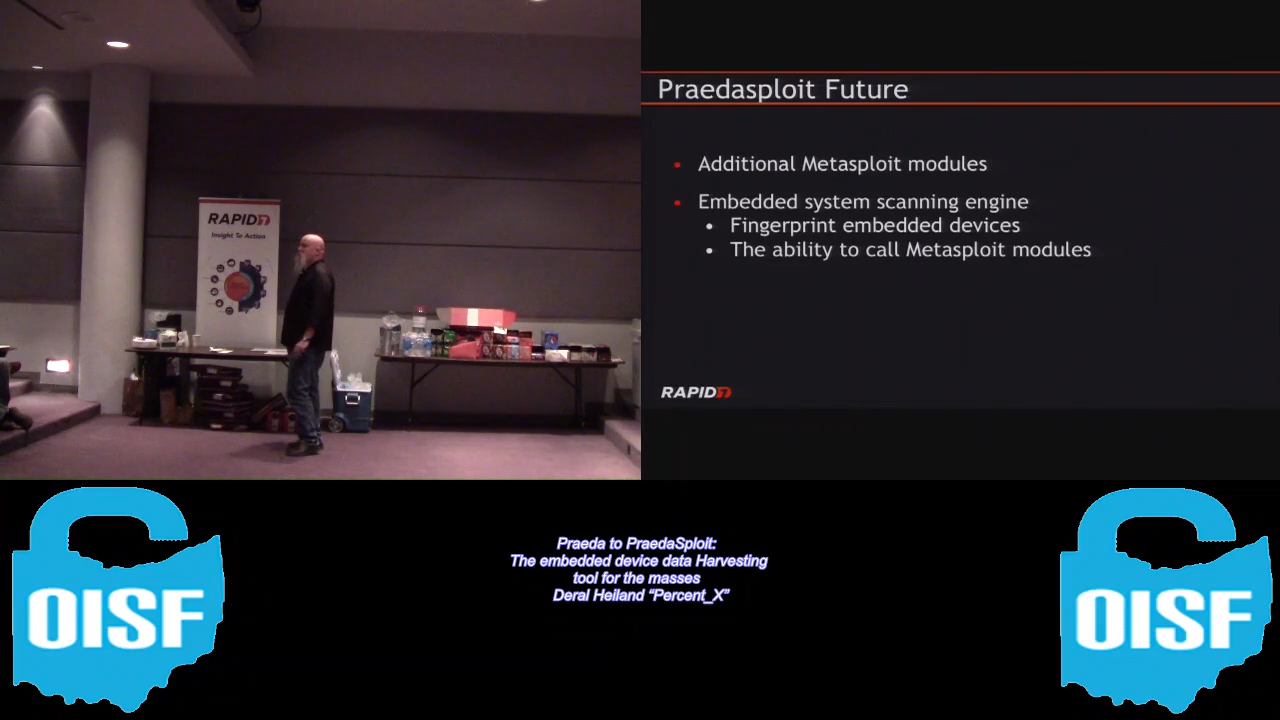 RAPID7
Insight To Action
Praedasploit Future
• Additional Metasploit modules
• Embedded system scanning engine
• Fingerprint embedded devices
• The ability to call Metasploit modules
RAPID7
Praeda to PraedaSploit:
The embedded device data Harvesting
tool for the masses
Deral Heiland “Percent_X”
OISF
OISF